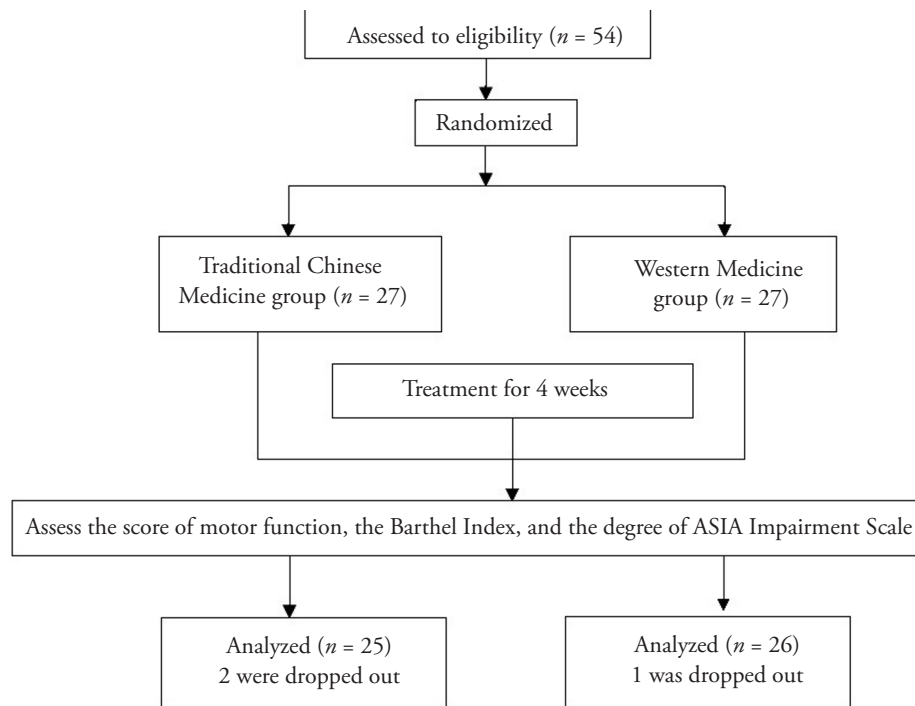 Assessed to eligibility (n = 54)
Randomized
Traditional Chinese
Medicine group (n = 27)
Western Medicine
group (n = 27)
Treatment for 4 weeks
Assess the score of motor function, the Barthel Index, and the degree of ASIA Impairment Scale
Analyzed (n = 25)
2 were dropped out
Analyzed (n = 26)
1 was dropped out